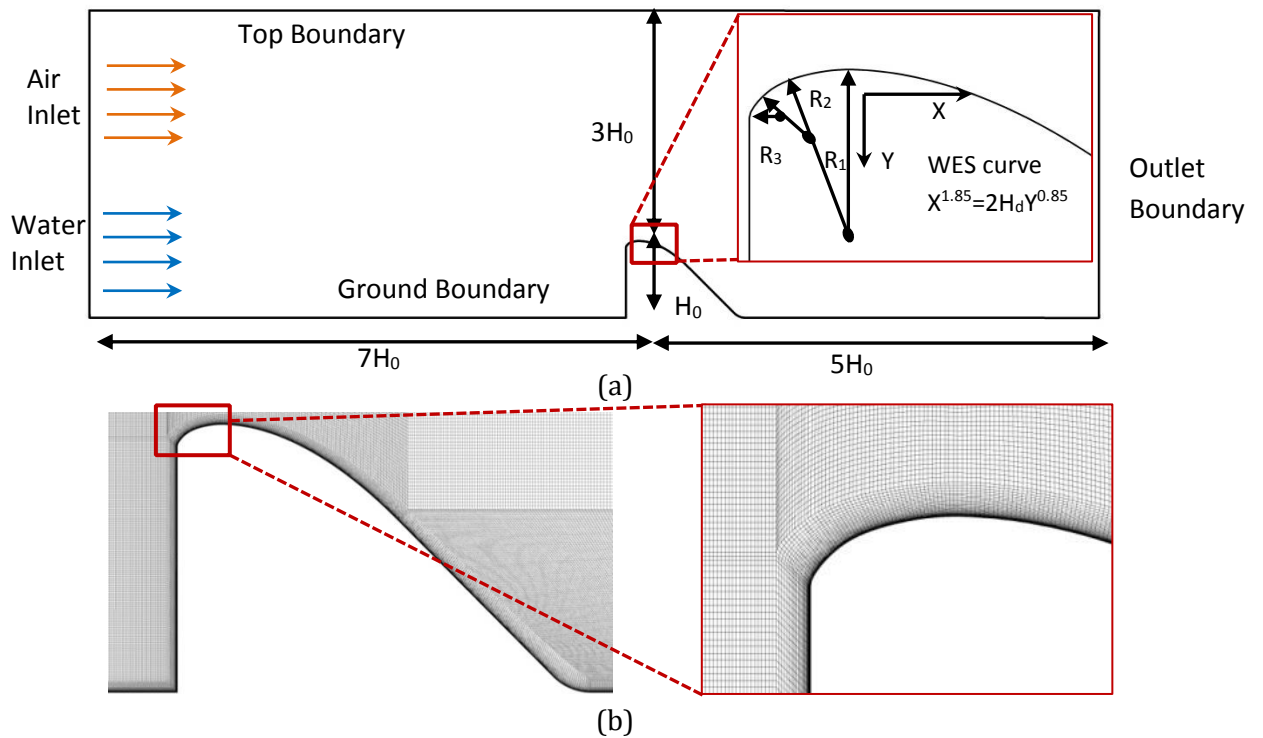 Top Boundary
Air
Inlet
3H₀
R₂
X
R₃
R₁
Y
WES curve
X^1.85=2H_dY^0.85
Outlet
Boundary
Water
Inlet
Ground Boundary
H₀
7H₀
5H₀
(a)
(b)